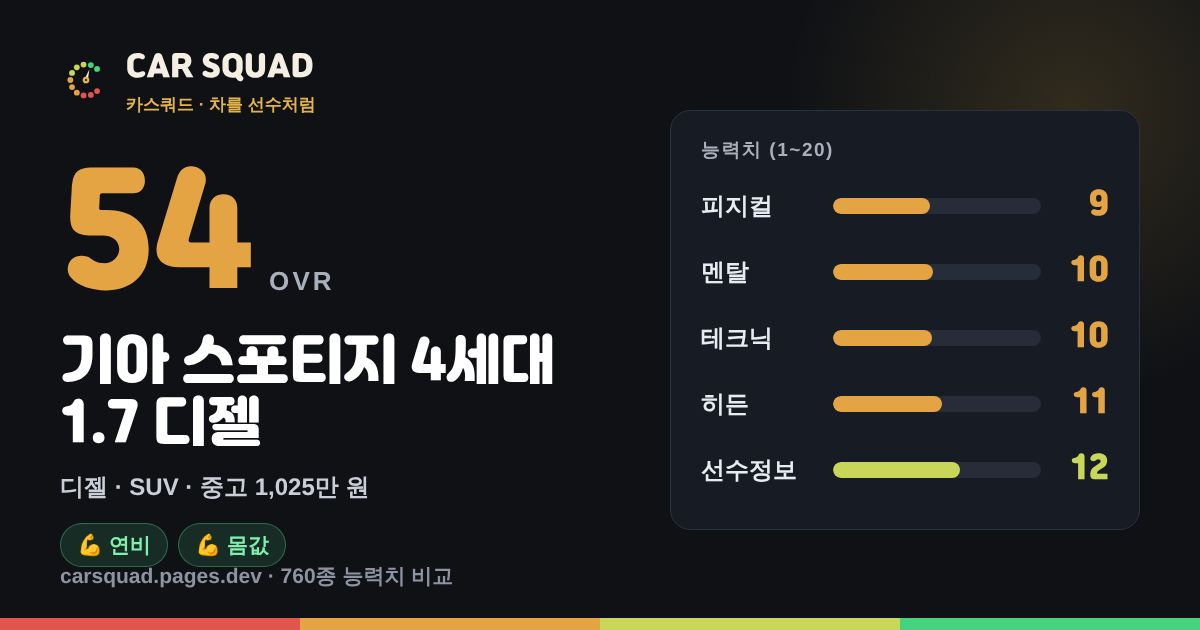 CAR SQUAD
카스쿼드 · 차를 선수처럼
54 OVR
기아 스포티지 4세대
1.7 디젤
디젤 · SUV · 중고 1,025만 원
💪 연비 💪 몸값
carsquad.pages.dev · 760종 능력치 비교
능력치 (1~20)
피지컬 9
멘탈 10
테크닉 10
히든 11
선수정보 12